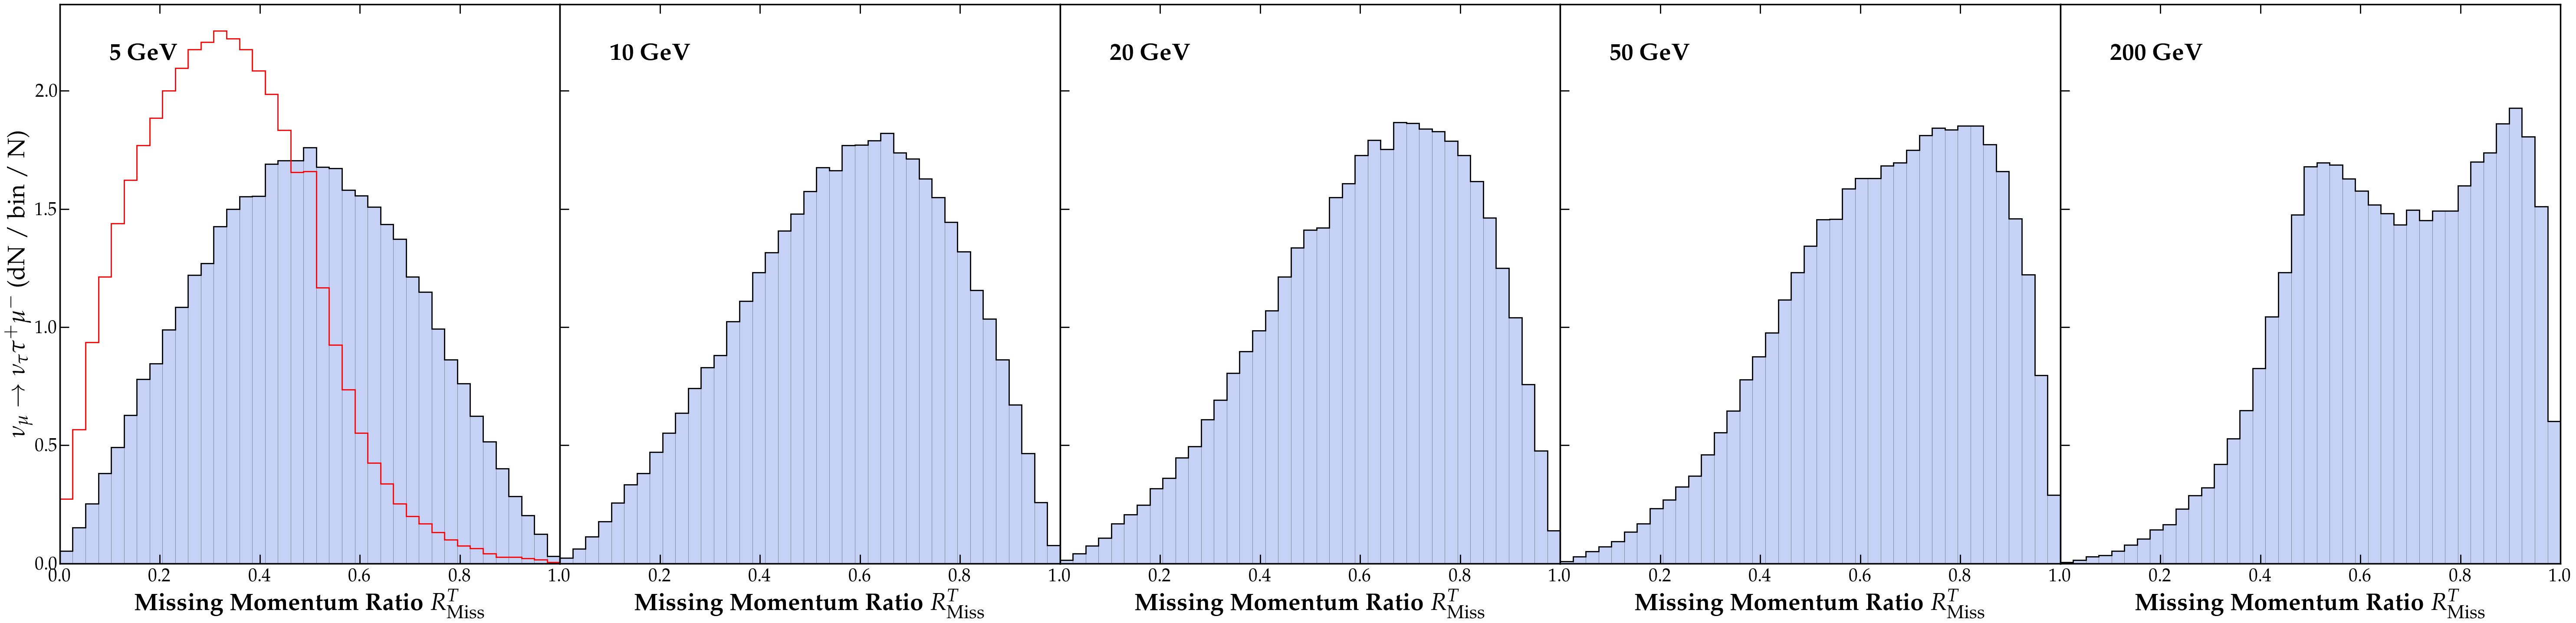 5 GeV 10 GeV 20 GeV 50 GeV 200 GeV
2.0
1.5
1.0
0.5
0.0
ν_μ → ν_τ τ⁺ μ⁻ (dN / bin / N)
0.0 0.2 0.4 0.6 0.8 1.0 0.2 0.4 0.6 0.8 1.0 0.2 0.4 0.6 0.8 1.0 0.2 0.4 0.6 0.8 1.0 0.2 0.4 0.6 0.8 1.0
Missing Momentum Ratio R^T_Miss Missing Momentum Ratio R^T_Miss Missing Momentum Ratio R^T_Miss Missing Momentum Ratio R^T_Miss Missing Momentum Ratio R^T_Miss